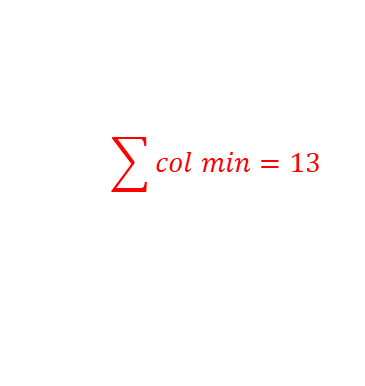 ∑ col min = 13